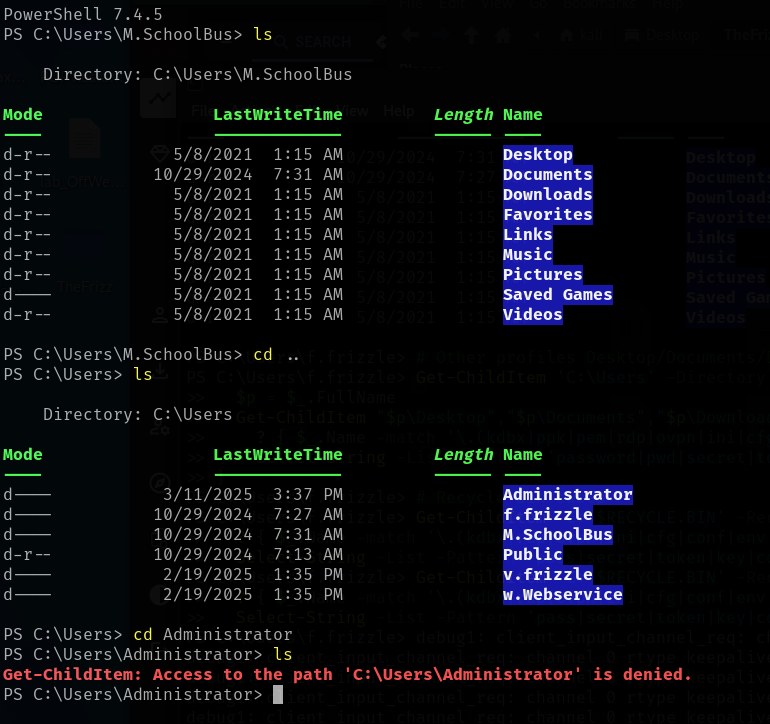 PowerShell 7.4.5
PS C:\Users\M.SchoolBus> ls
Directory: C:\Users\M.SchoolBus
Mode LastWriteTime Length Name
---- ------------- ------ ----
d-r-- 5/8/2021 1:15 AM Desktop
d-r-- 10/29/2024 7:31 AM Documents
d-r-- 5/8/2021 1:15 AM Downloads
d-r-- 5/8/2021 1:15 AM Favorites
d-r-- 5/8/2021 1:15 AM Links
d-r-- 5/8/2021 1:15 AM Music
d-r-- 5/8/2021 1:15 AM Pictures
d---- 5/8/2021 1:15 AM Saved Games
d-r-- 5/8/2021 1:15 AM Videos
PS C:\Users\M.SchoolBus> cd ..
PS C:\Users> ls
Directory: C:\Users
Mode LastWriteTime Length Name
---- ------------- ------ ----
d---- 3/11/2025 3:37 PM Administrator
d---- 10/29/2024 7:27 AM f.frizzle
d---- 10/29/2024 7:31 AM M.SchoolBus
d-r-- 10/29/2024 7:13 AM Public
d---- 2/19/2025 1:35 PM v.frizzle
d---- 2/19/2025 1:35 PM w.Webservice
PS C:\Users> cd Administrator
PS C:\Users\Administrator> ls
Get-ChildItem: Access to the path 'C:\Users\Administrator' is denied.
PS C:\Users\Administrator>